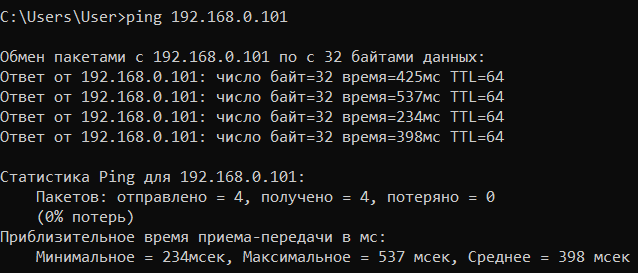 C:\Users\User>ping 192.168.0.101
Обмен пакетами с 192.168.0.101 по с 32 байтами данных:
Ответ от 192.168.0.101: число байт=32 время=425мс TTL=64
Ответ от 192.168.0.101: число байт=32 время=537мс TTL=64
Ответ от 192.168.0.101: число байт=32 время=234мс TTL=64
Ответ от 192.168.0.101: число байт=32 время=398мс TTL=64
Статистика Ping для 192.168.0.101:
Пакетов: отправлено = 4, получено = 4, потеряно = 0
(0% потерь)
Приблизительное время приема-передачи в мс:
Минимальное = 234мсек, Максимальное = 537 мсек, Среднее = 398 мсек